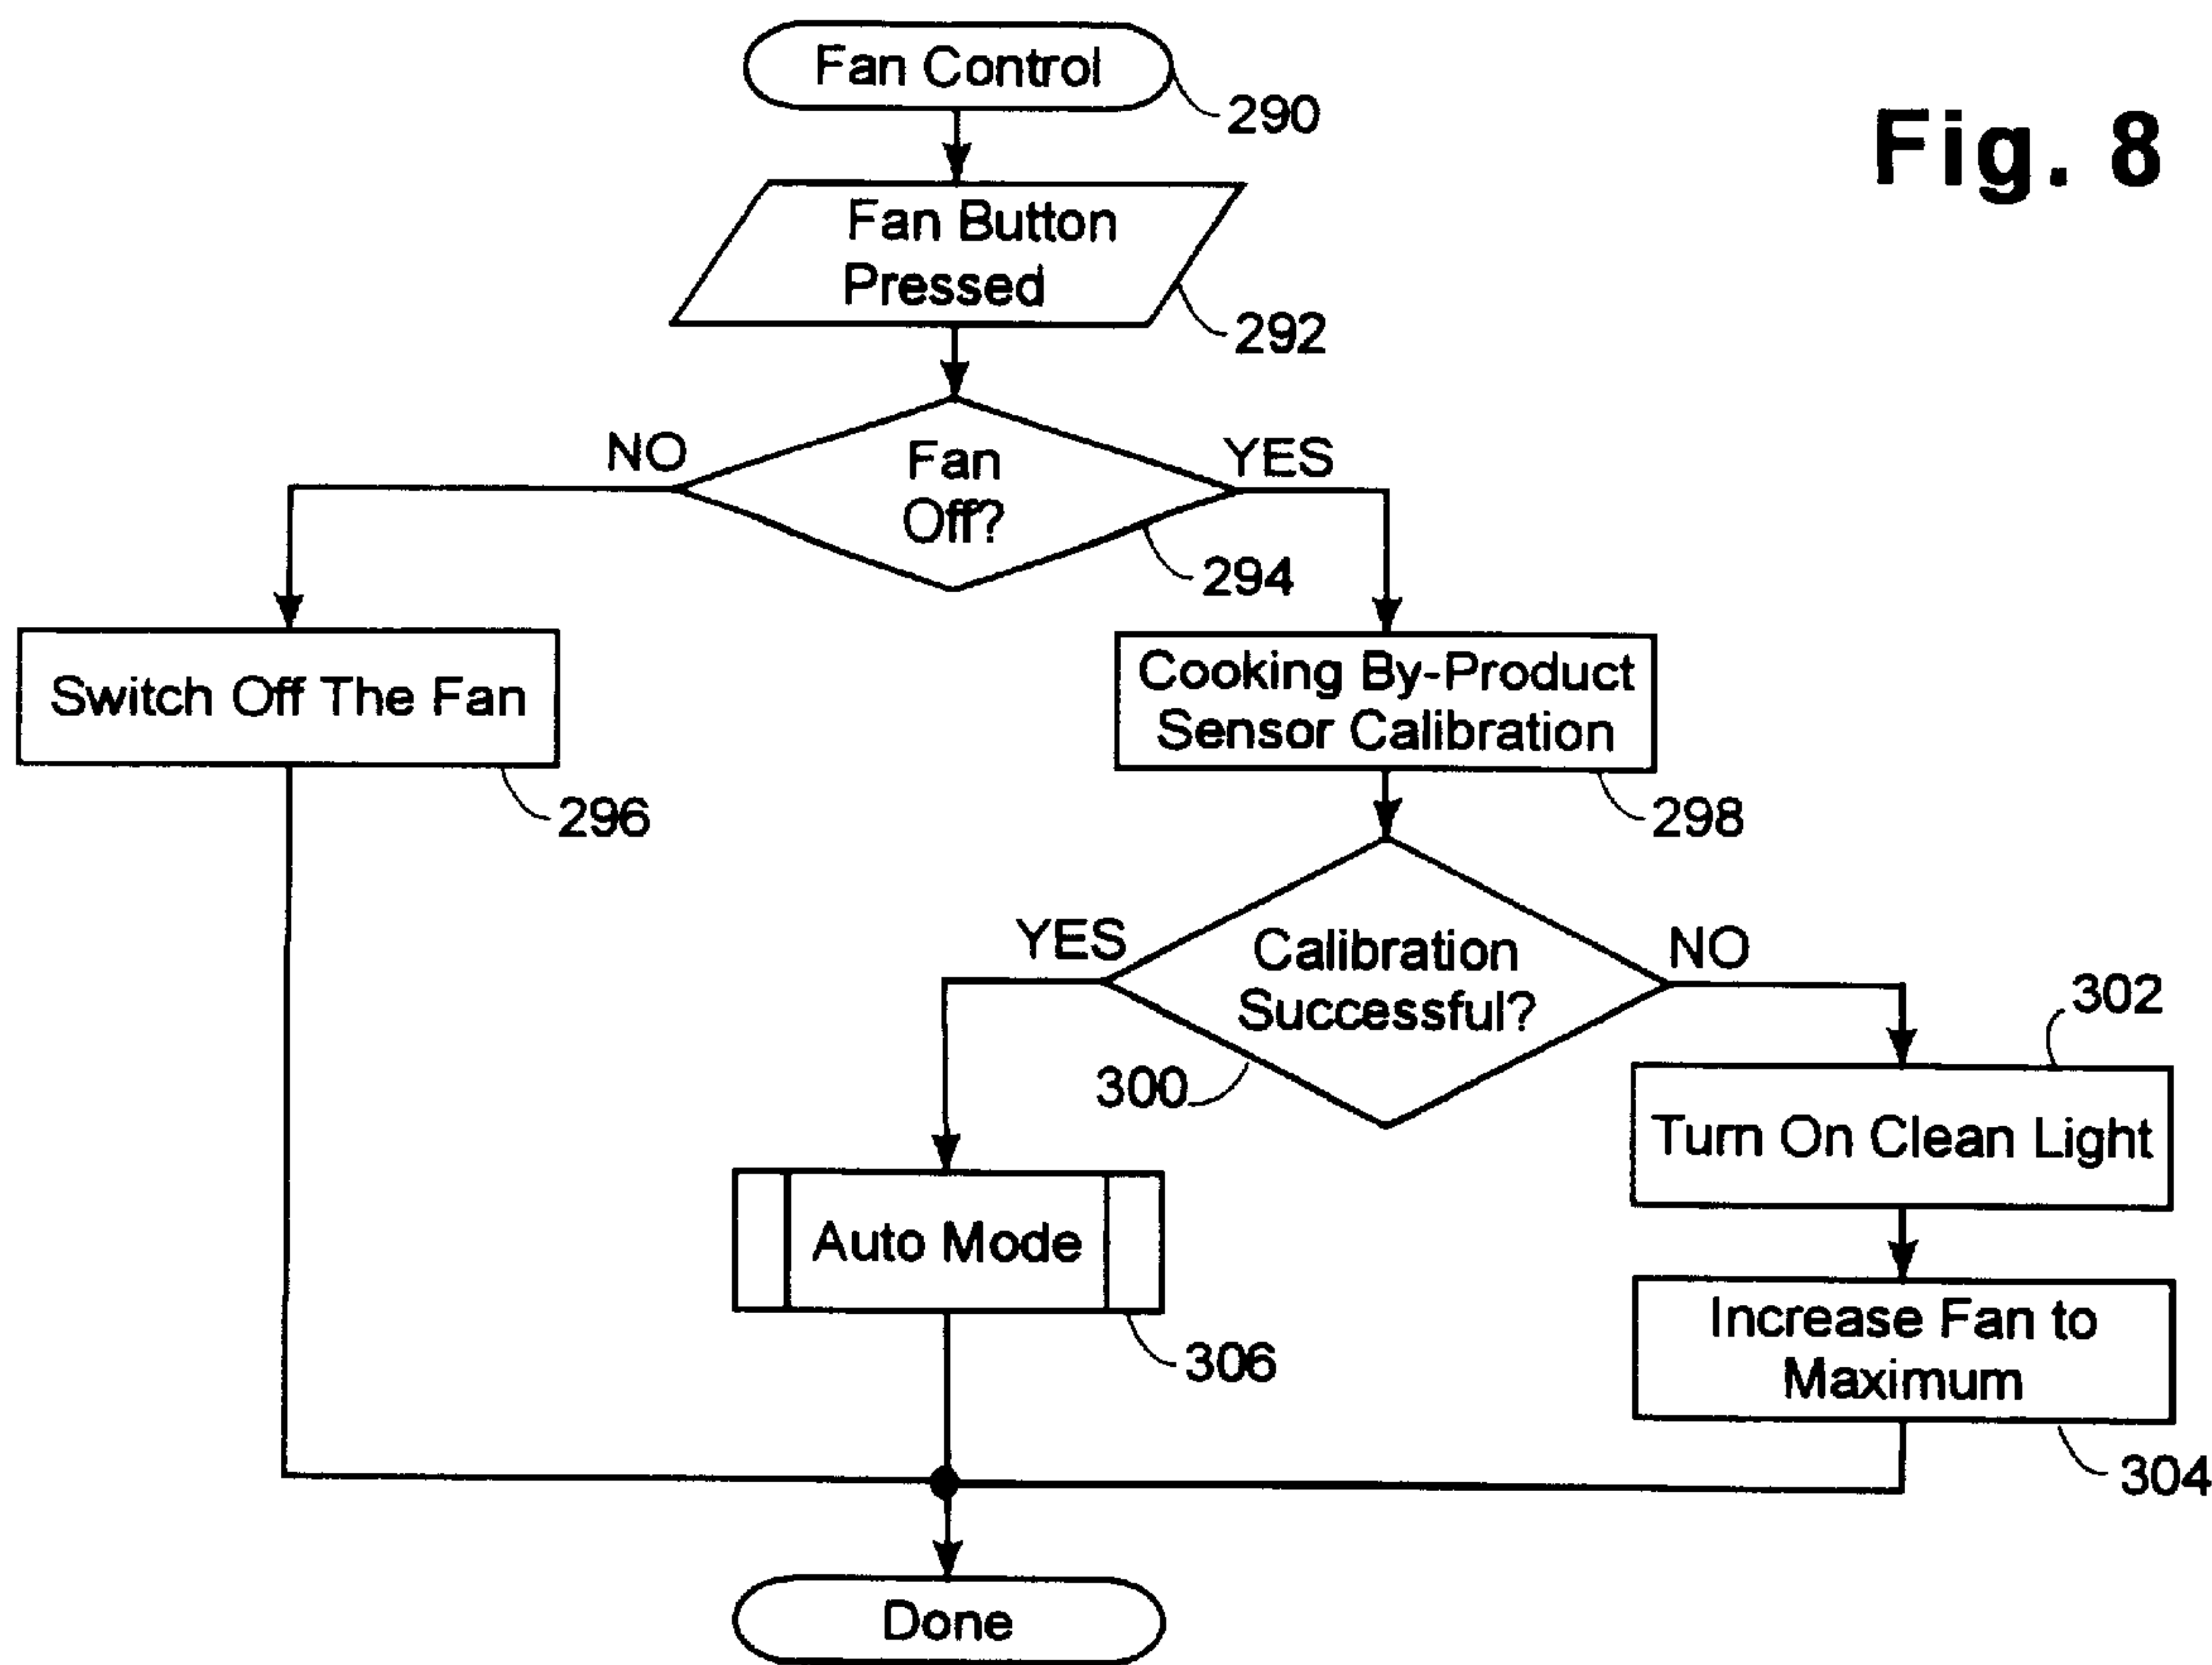 Fan Control
290
Fig. 8
Fan Button
Pressed
292
NO
Fan
Off?
YES
294
Switch Off The Fan
296
Cooking By-Product
Sensor Calibration
298
YES
Calibration
Successful?
NO
300
302
Turn On Clean Light
Auto Mode
306
Increase Fan to
Maximum
304
Done